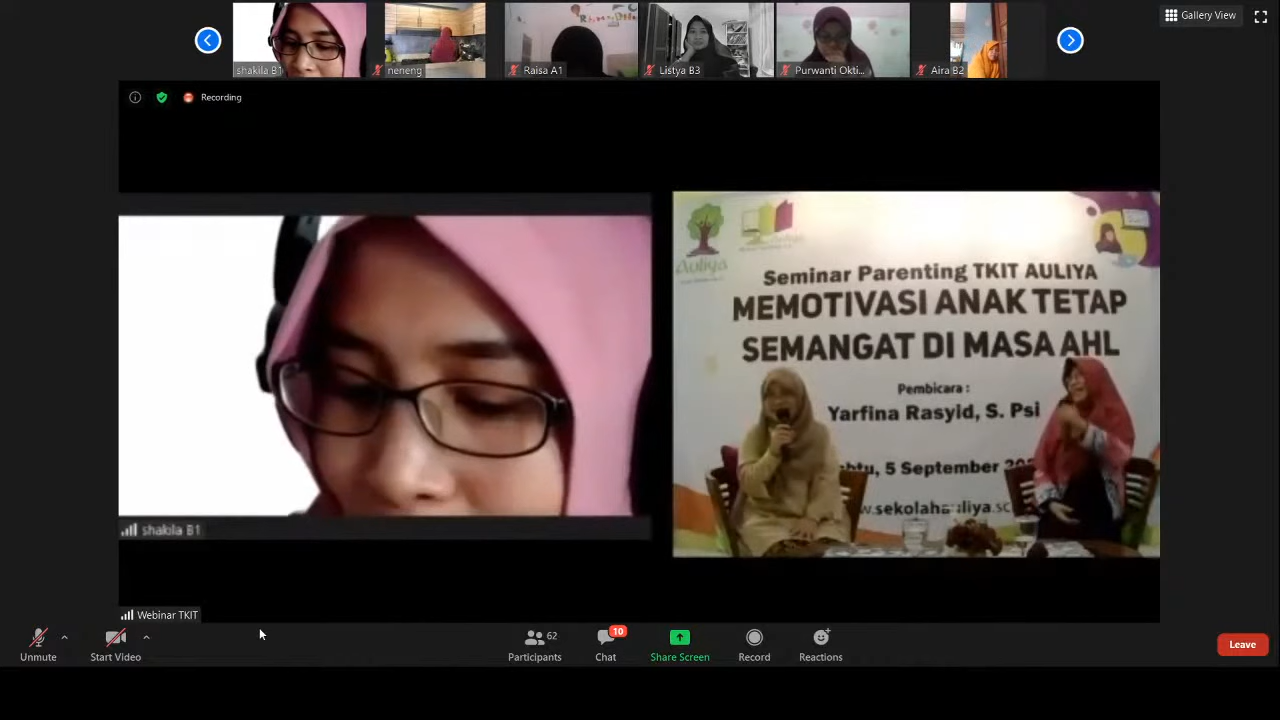 Gallery View
shakila B1
neneng
Raisa A1
Listya B3
Purwanti Okti...
Aira B2
Recording
Auliya
Seminar Parenting TKIT AULIYA
MEMOTIVASI ANAK TETAP
SEMANGAT DI MASA AHL
Pembicara :
Yarfina Rasyid, S. Psi
5 September
shakila B1
Webinar TKIT
Unmute
Start Video
Participants
62
Chat
10
Share Screen
Record
Reactions
Leave